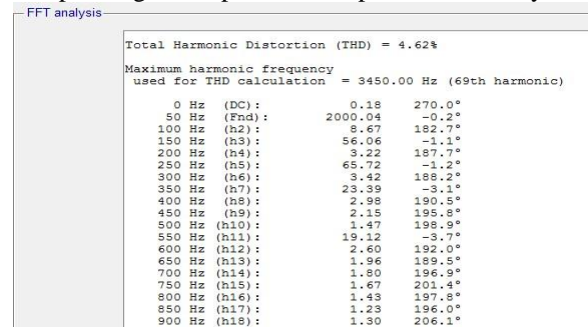 FFT analysis
Total Harmonic Distortion (THD) = 4.62%
Maximum harmonic frequency
used for THD calculation = 3450.00 Hz (69th harmonic)
0 Hz (DC): 0.18 270.0°
50 Hz (Fnd): 2000.04 -0.2°
100 Hz (h2): 8.67 182.7°
150 Hz (h3): 56.06 -1.1°
200 Hz (h4): 3.22 187.7°
250 Hz (h5): 65.72 -1.2°
300 Hz (h6): 3.42 188.2°
350 Hz (h7): 23.39 -3.1°
400 Hz (h8): 2.98 190.5°
450 Hz (h9): 2.15 195.8°
500 Hz (h10): 1.47 198.9°
550 Hz (h11): 19.12 -3.7°
600 Hz (h12): 2.60 192.0°
650 Hz (h13): 1.96 189.5°
700 Hz (h14): 1.80 196.9°
750 Hz (h15): 1.67 201.4°
800 Hz (h16): 1.43 197.8°
850 Hz (h17): 1.23 196.0°
900 Hz (h18): 1.30 206.1°